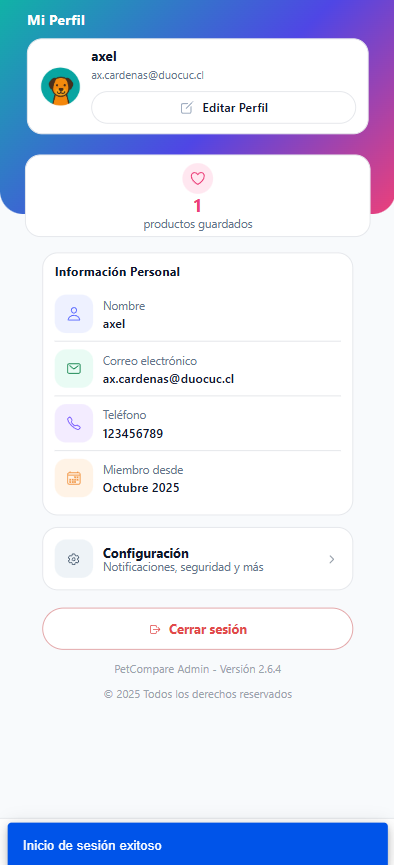 Mi Perfil
axel
ax.cardenas@duocuc.cl
Editar Perfil
1
productos guardados
Información Personal
Nombre
axel
Correo electrónico
ax.cardenas@duocuc.cl
Teléfono
123456789
Miembro desde
Octubre 2025
Configuración
Notificaciones, seguridad y más
Cerrar sesión
PetCompare Admin - Versión 2.6.4
© 2025 Todos los derechos reservados
Inicio de sesión exitoso